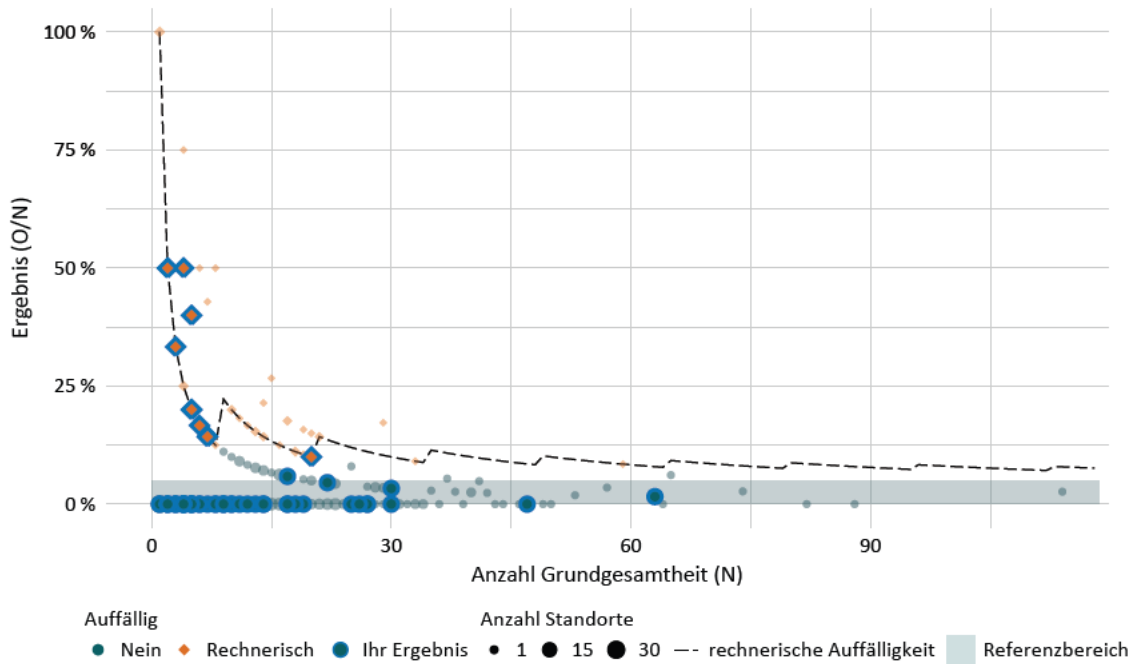 100 %
75 %
50 %
25 %
0 %
Ergebnis (O/N)
0 30 60 90
Anzahl Grundgesamtheit (N)
Auffällig Anzahl Standorte
Nein Rechnerisch Ihr Ergebnis 1 15 30 rechnerische Auffälligkeit Referenzbereich